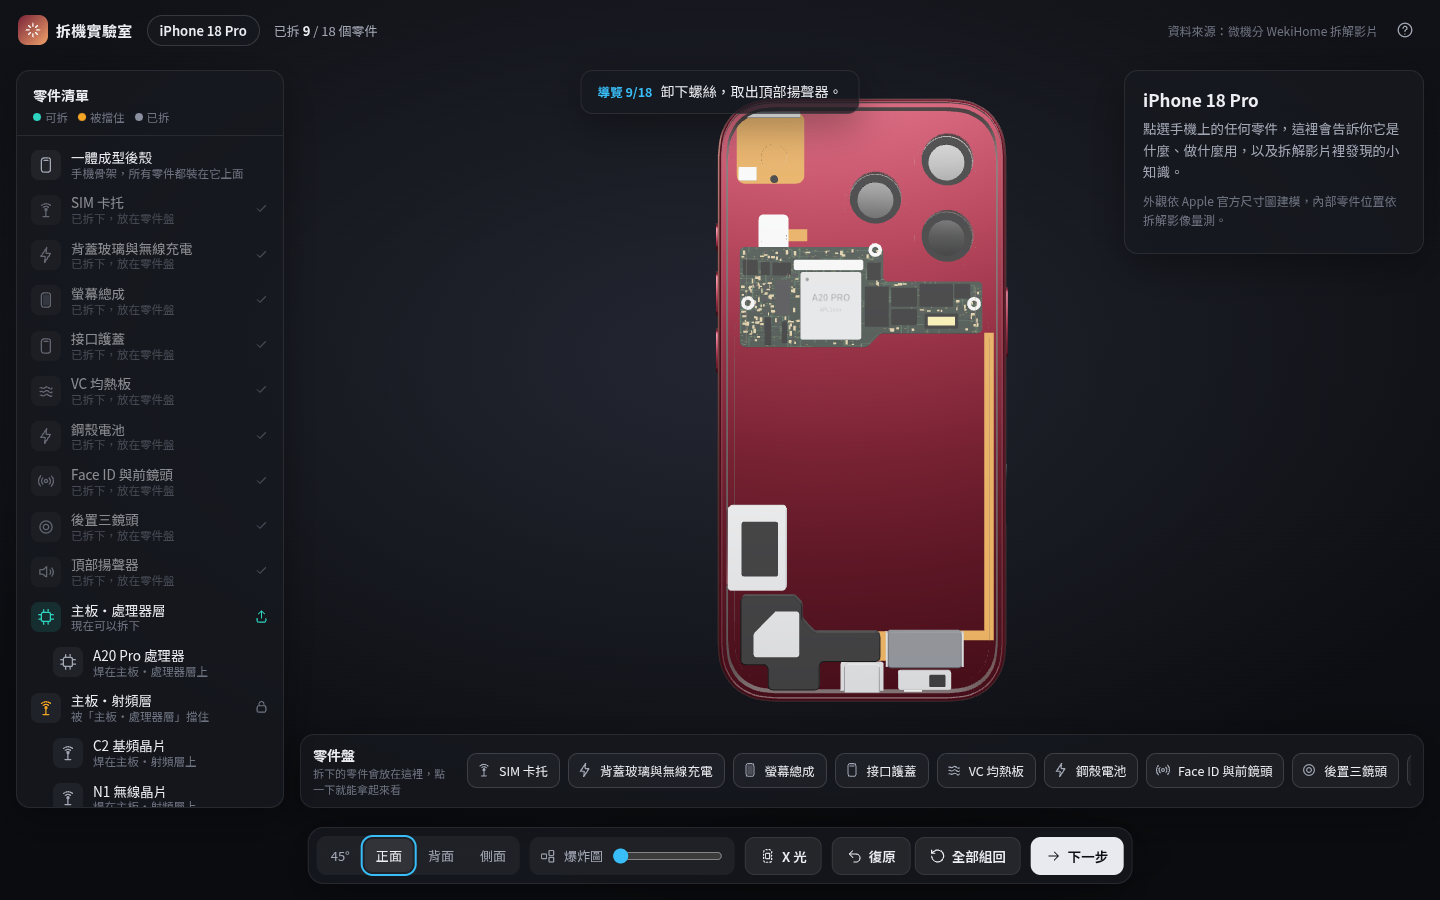 拆機實驗室
iPhone 18 Pro
已拆 9 / 18 個零件
資料來源：微機分 WekiHome 拆解影片
零件清單
可拆 被擋住 已拆
一體成型後殼
手機骨架，所有零件都裝在它上面
SIM 卡托
已拆下，放在零件盤
背蓋玻璃與無線充電
已拆下，放在零件盤
螢幕總成
已拆下，放在零件盤
接口護蓋
已拆下，放在零件盤
VC 均熱板
已拆下，放在零件盤
鋼殼電池
已拆下，放在零件盤
Face ID 與前鏡頭
已拆下，放在零件盤
後置三鏡頭
已拆下，放在零件盤
頂部揚聲器
已拆下，放在零件盤
主板・處理器層
現在可以拆下
A20 Pro 處理器
焊在主板・處理器層上
主板・射頻層
被「主板・處理器層」擋住
C2 基頻晶片
焊在主板・射頻層上
N1 無線晶片
焊在主板・射頻層上
導覽 9/18 卸下螺絲，取出頂部揚聲器。
A20 PRO
iPhone 18 Pro
點選手機上的任何零件，這裡會告訴你它是
什麼、做什麼用，以及拆解影片裡發現的小
知識。
外觀依 Apple 官方尺寸圖建模，內部零件位置依
拆解影像量測。
零件盤
拆下的零件會放在這裡，點
一下就能拿起來看
SIM 卡托
背蓋玻璃與無線充電
螢幕總成
接口護蓋
VC 均熱板
鋼殼電池
Face ID 與前鏡頭
後置三鏡頭
45°
正面
背面
側面
爆炸圖
X 光
復原
全部組回
下一步